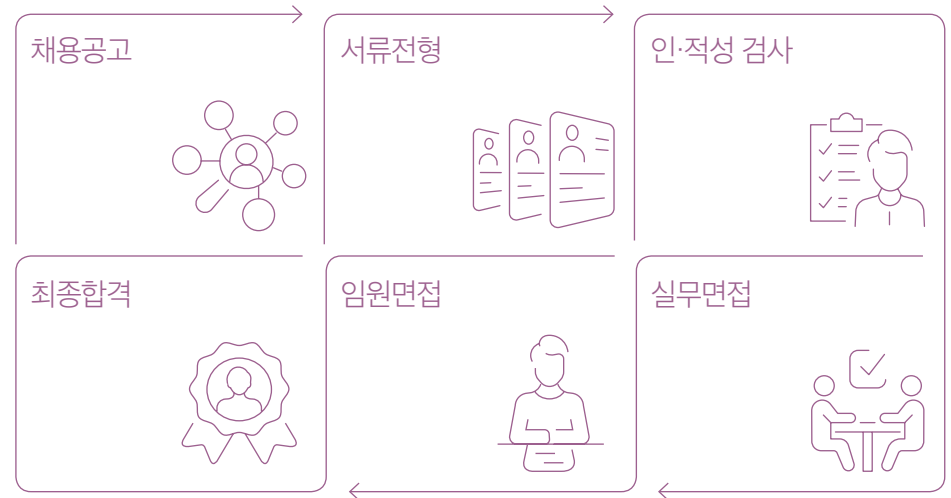 채용공고
서류전형
인·적성 검사
실무면접
임원면접
최종합격